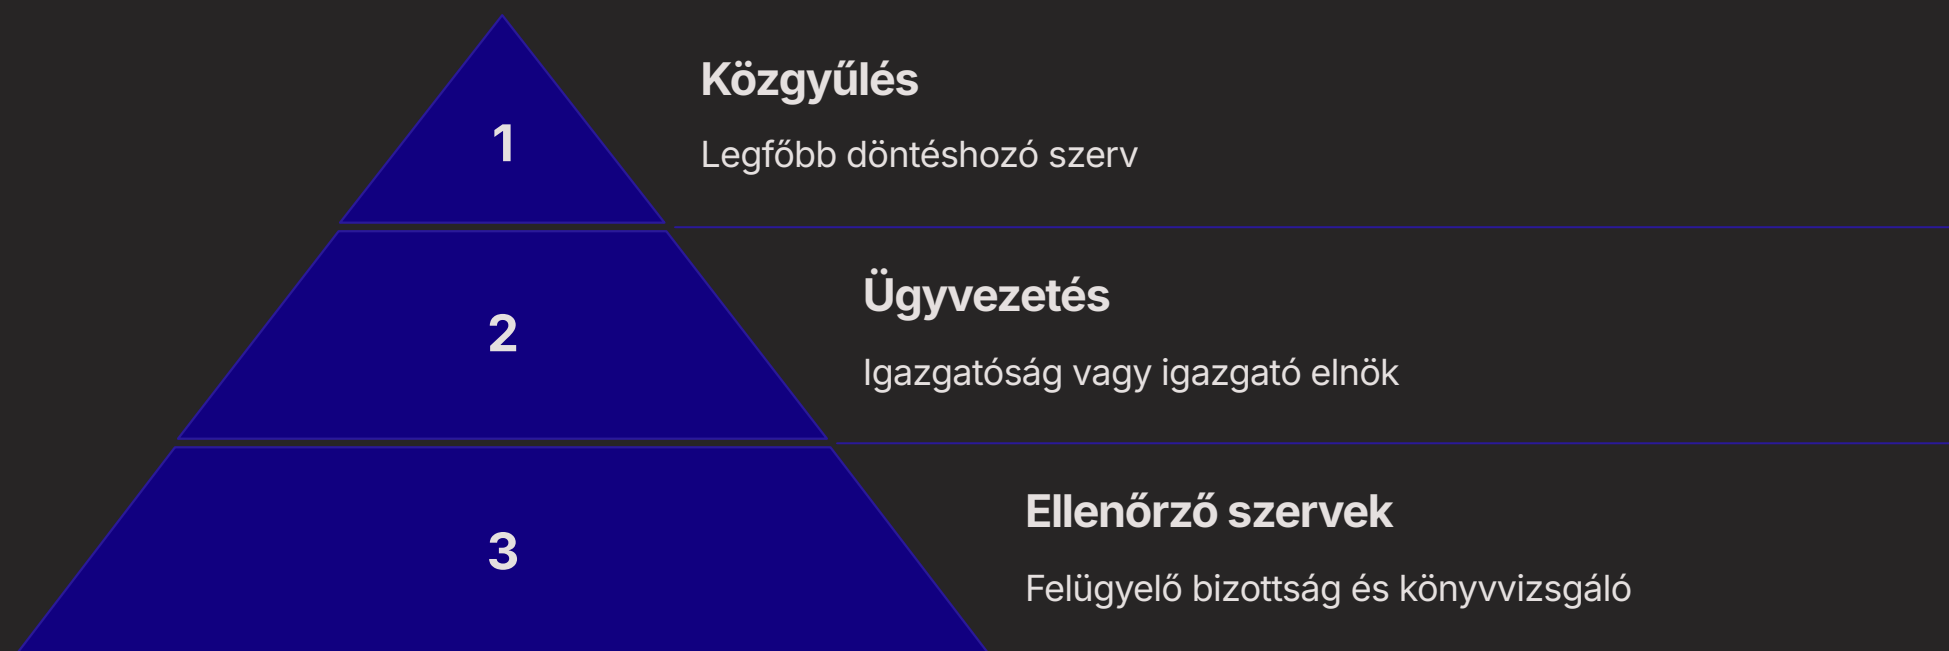 1
Közgyűlés
Legfőbb döntéshozó szerv
2
Ügyvezetés
Igazgatóság vagy igazgató elnök
3
Ellenőrző szervek
Felügyelő bizottság és könyvvizsgáló